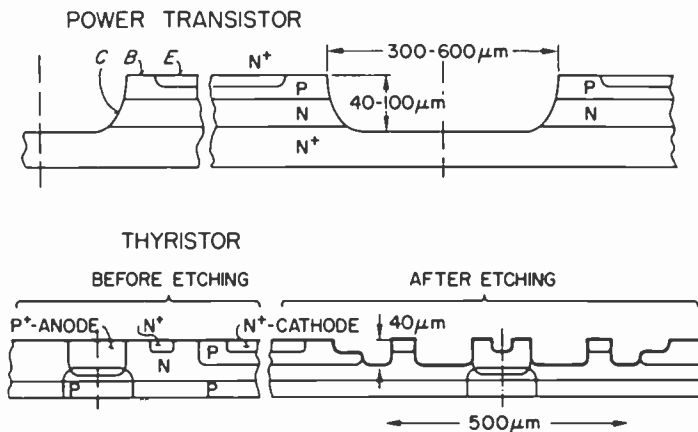 POWER TRANSISTOR
C B E N+ 300-600μm
P 40-100μm P
N N
N+
THYRISTOR
BEFORE ETCHING AFTER ETCHING
P+-ANODE N+ N+-CATHODE 40μm
P
N
P P
500μm